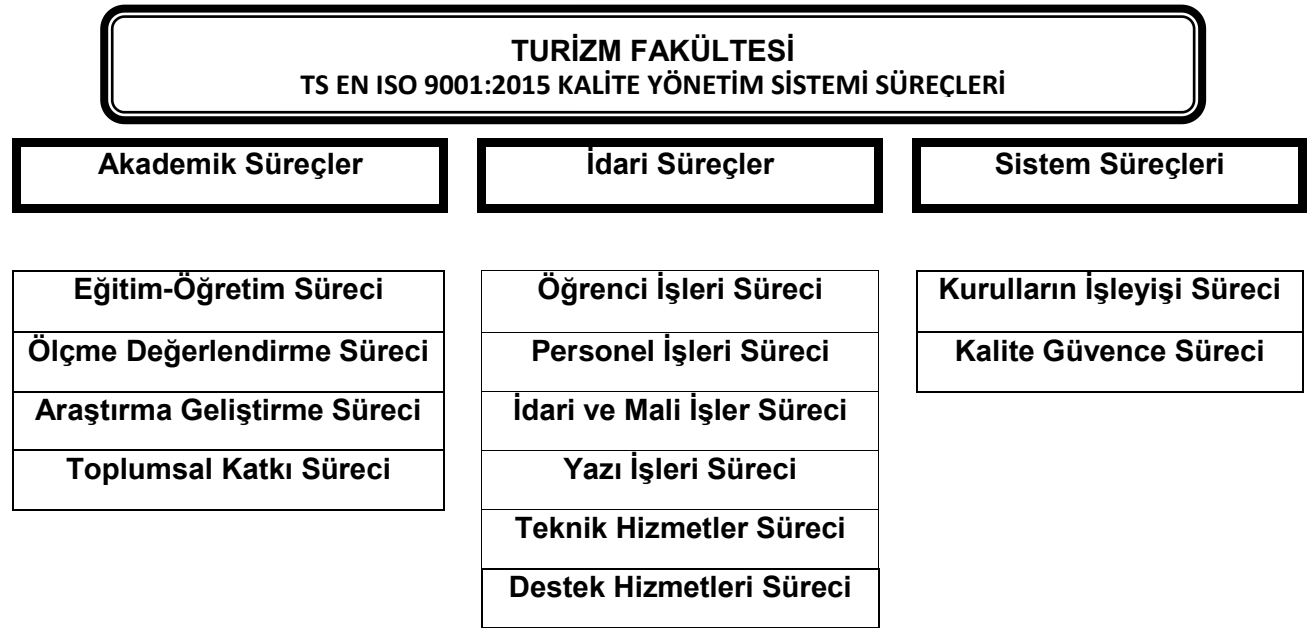 TURİZM FAKÜLTESİ
TS EN ISO 9001:2015 KALİTE YÖNETİM SİSTEMİ SÜREÇLERİ
Akademik Süreçler
Eğitim-Öğretim Süreci
Ölçme Değerlendirme Süreci
Araştırma Geliştirme Süreci
Toplumsal Katkı Süreci
İdari Süreçler
Öğrenci İşleri Süreci
Personel İşleri Süreci
İdari ve Mali İşler Süreci
Yazı İşleri Süreci
Teknik Hizmetler Süreci
Destek Hizmetleri Süreci
Sistem Süreçleri
Kurulların İşleyişi Süreci
Kalite Güvence Süreci